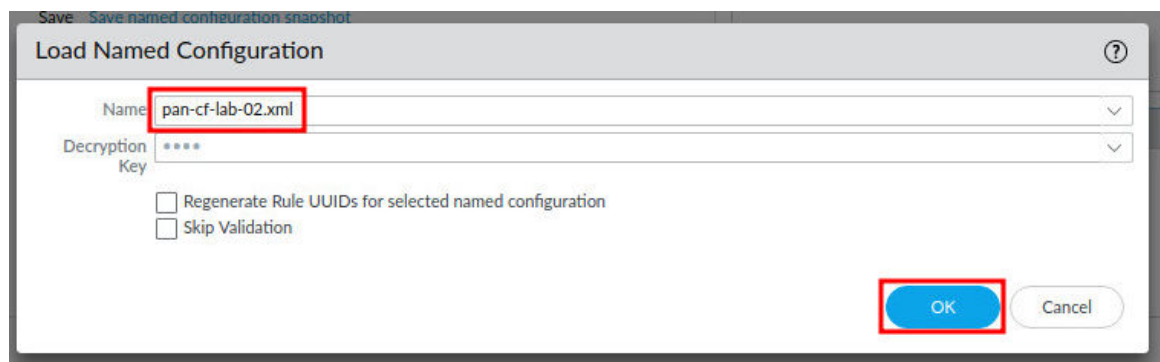 Save Save named configuration snapshot
Load Named Configuration
Name pan-cf-lab-02.xml
Decryption
Key
Regenerate Rule UUIDs for selected named configuration
Skip Validation
OK Cancel